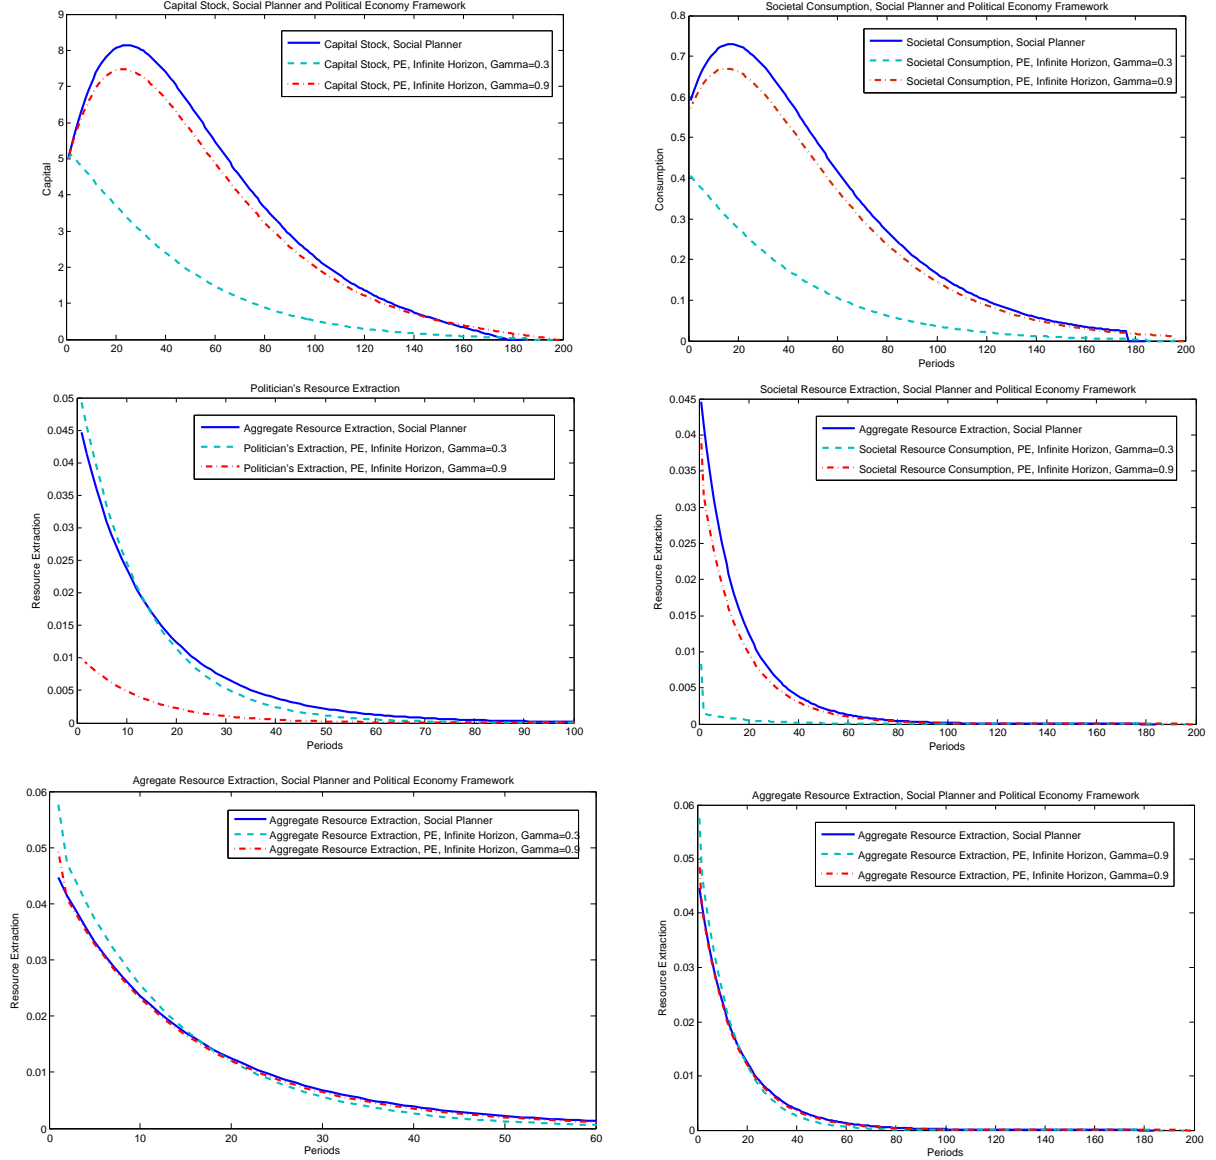 Capital Stock, Social Planner and Political Economy Framework
9
8
7
6
5
4
3
2
1
0
Capital
Capital Stock, Social Planner
Capital Stock, PE, Infinite Horizon, Gamma=0.3
Capital Stock, PE, Infinite Horizon, Gamma=0.9
0 20 40 60 80 100 120 140 160 180 200
Periods
Societal Consumption, Social Planner and Political Economy Framework
0.8
0.7
0.6
0.5
0.4
0.3
0.2
0.1
0
Consumption
Societal Consumption, Social Planner
Societal Consumption, PE, Infinite Horizon, Gamma=0.3
Societal Consumption, PE, Infinite Horizon, Gamma=0.9
0 20 40 60 80 100 120 140 160 180 200
Periods
Politician's Resource Extraction
0.05
0.045
0.04
0.035
0.03
0.025
0.02
0.015
0.01
0.005
0
Resource Extraction
Aggregate Resource Extraction, Social Planner
Politician's Extraction, PE, Infinite Horizon, Gamma=0.3
Politician's Extraction, PE, Infinite Horizon, Gamma=0.9
0 10 20 30 40 50 60 70 80 90 100
Periods
Societal Resource Extraction, Social Planner and Political Economy Framework
0.045
0.04
0.035
0.03
0.025
0.02
0.015
0.01
0.005
0
Resource Extraction
Aggregate Resource Extraction, Social Planner
Societal Resource Consumption, PE, Infinite Horizon, Gamma=0.3
Societal Resource Consumption, PE, Infinite Horizon, Gamma=0.9
0 20 40 60 80 100 120 140 160 180 200
Periods
Agregate Resource Extraction, Social Planner and Political Economy Framework
0.06
0.05
0.04
0.03
0.02
0.01
0
Resource Extraction
Aggregate Resource Extraction, Social Planner
Aggregate Resource Extraction, PE, Infinite Horizon, Gamma=0.3
Aggregate Resource Extraction, PE, Infinite Horizon, Gamma=0.9
10 20 30 40 50 60
Periods
Aggregate Resource Extraction, Social Planner and Political Economy Framework
0.06
0.05
0.04
0.03
0.02
0.01
0
Resource Extraction
Aggregate Resource Extraction, Social Planner
Aggregate Resource Extraction, PE, Infinite Horizon, Gamma=0.9
Aggregate Resource Extraction, PE, Infinite Horizon, Gamma=0.9
0 20 40 60 80 100 120 140 160 180 200
Periods